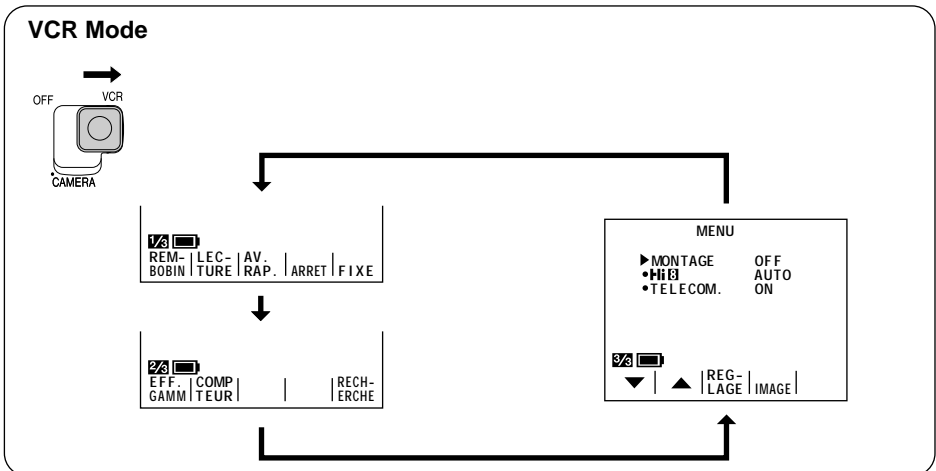 VCR Mode
OFF VCR
CAMERA
1/3
REM- LEC- AV.
BOBIN TURE RAP. ARRET FIXE
2/3
EFF. COMP RECH-
GAMM TEUR ERCHE
MENU
▶MONTAGE OFF
•Hi8 AUTO
•TELECOM. ON
3/3
▼ ▲ REG-
LAGE IMAGE